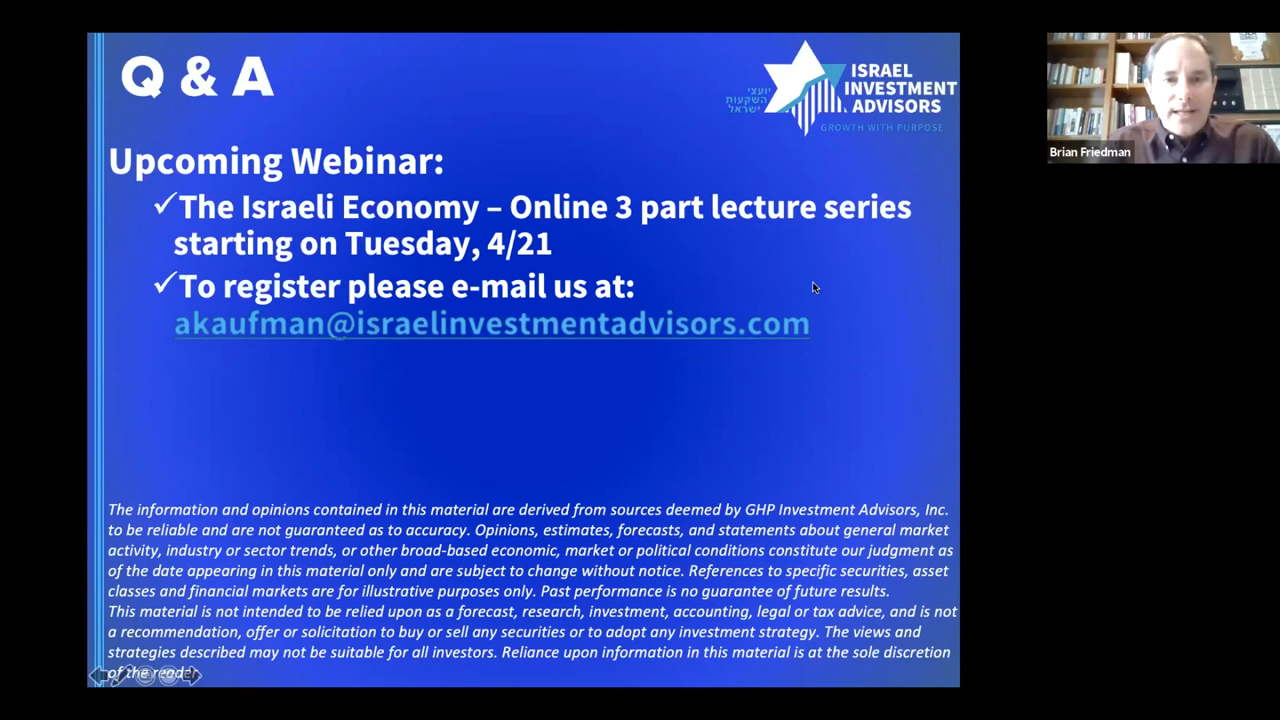 Q & A
יועצי
השקעות
ישראל
ISRAEL
INVESTMENT
ADVISORS
GROWTH WITH PURPOSE
Upcoming Webinar:
✓The Israeli Economy – Online 3 part lecture series
starting on Tuesday, 4/21
✓To register please e-mail us at:
akaufman@israelinvestmentadvisors.com
The information and opinions contained in this material are derived from sources deemed by GHP Investment Advisors, Inc.
to be reliable and are not guaranteed as to accuracy. Opinions, estimates, forecasts, and statements about general market
activity, industry or sector trends, or other broad-based economic, market or political conditions constitute our judgment as
of the date appearing in this material only and are subject to change without notice. References to specific securities, asset
classes and financial markets are for illustrative purposes only. Past performance is no guarantee of future results.
This material is not intended to be relied upon as a forecast, research, investment, accounting, legal or tax advice, and is not
a recommendation, offer or solicitation to buy or sell any securities or to adopt any investment strategy. The views and
strategies described may not be suitable for all investors. Reliance upon information in this material is at the sole discretion
of the reader.
Brian Friedman